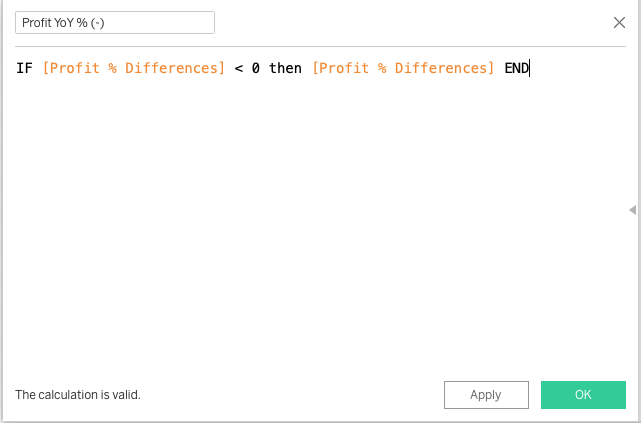 Profit YoY % (-)
IF [Profit % Differences] < 0 then [Profit % Differences] END
The calculation is valid.
Apply
OK